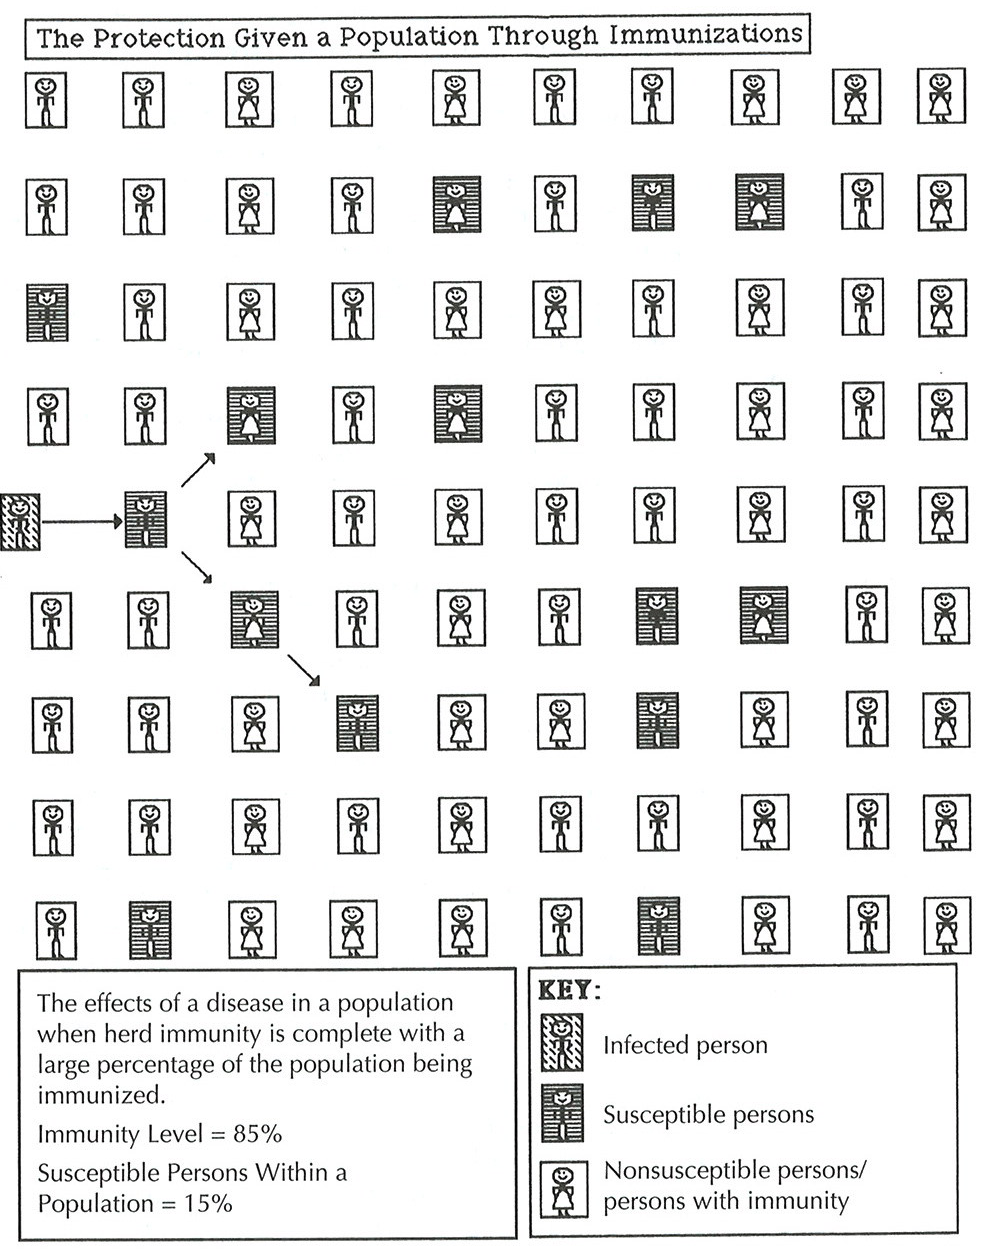 The Protection Given a Population Through Immunizations
The effects of a disease in a population
when herd immunity is complete with a
large percentage of the population being
immunized.
Immunity Level = 85%
Susceptible Persons Within a
Population = 15%
KEY:
Infected person
Susceptible persons
Nonsusceptible persons/
persons with immunity